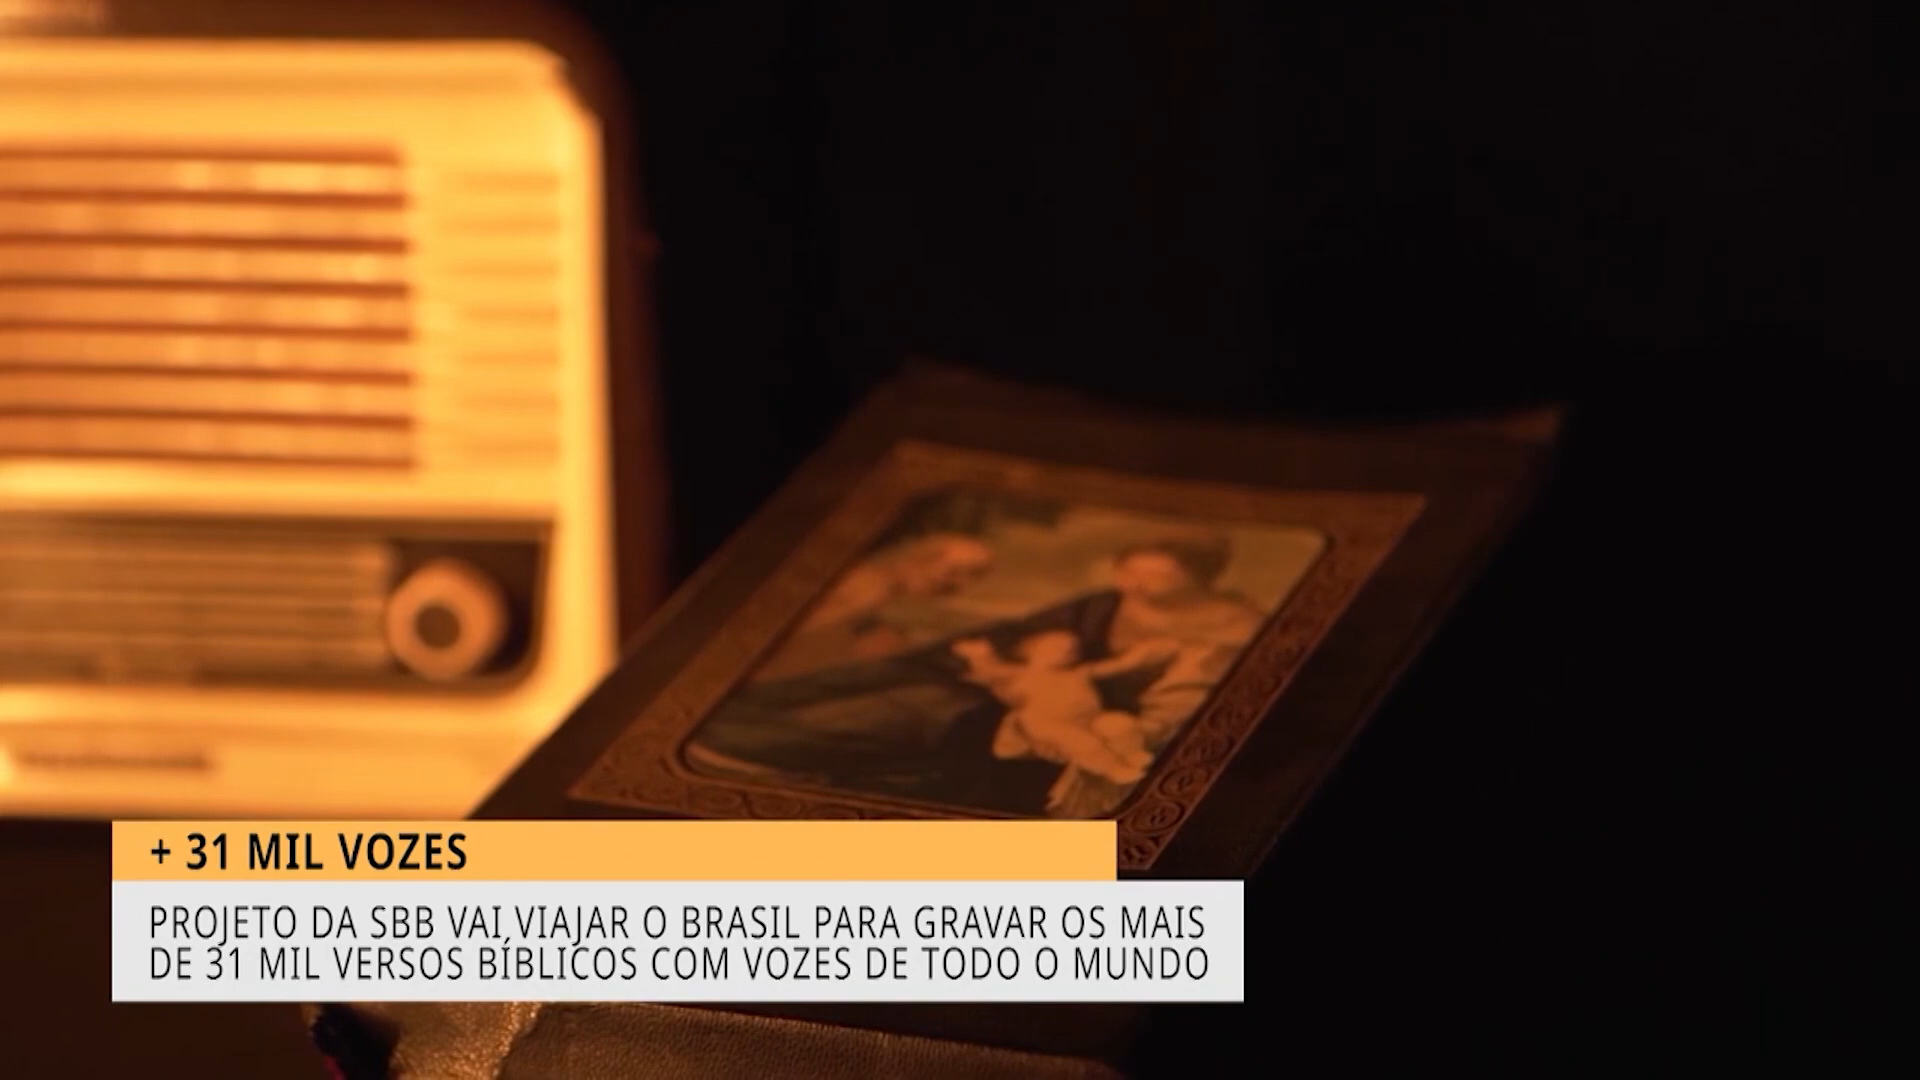 + 31 MIL VOZES
PROJETO DA SBB VAI VIAJAR O BRASIL PARA GRAVAR OS MAIS
DE 31 MIL VERSOS BÍBLICOS COM VOZES DE TODO O MUNDO